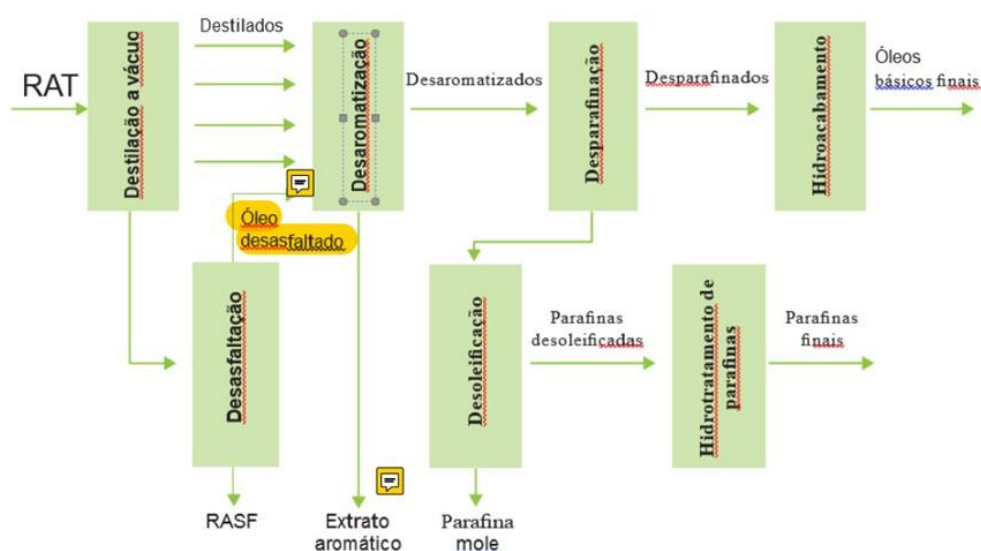 RAT
Destilação a vácuo
Destilados
Desaromatização
Desaromatizados
Desparafinação
Desparafinados
Hidroacabamento
Óleos
básicos finais
Óleo
desasfaltado
Desasfaltação
Desoleificação
Parafinas
desoleificadas
Hidrotratamento de
parafinas
Parafinas
finais
RASF
Extrato
aromático
Parafina
mole